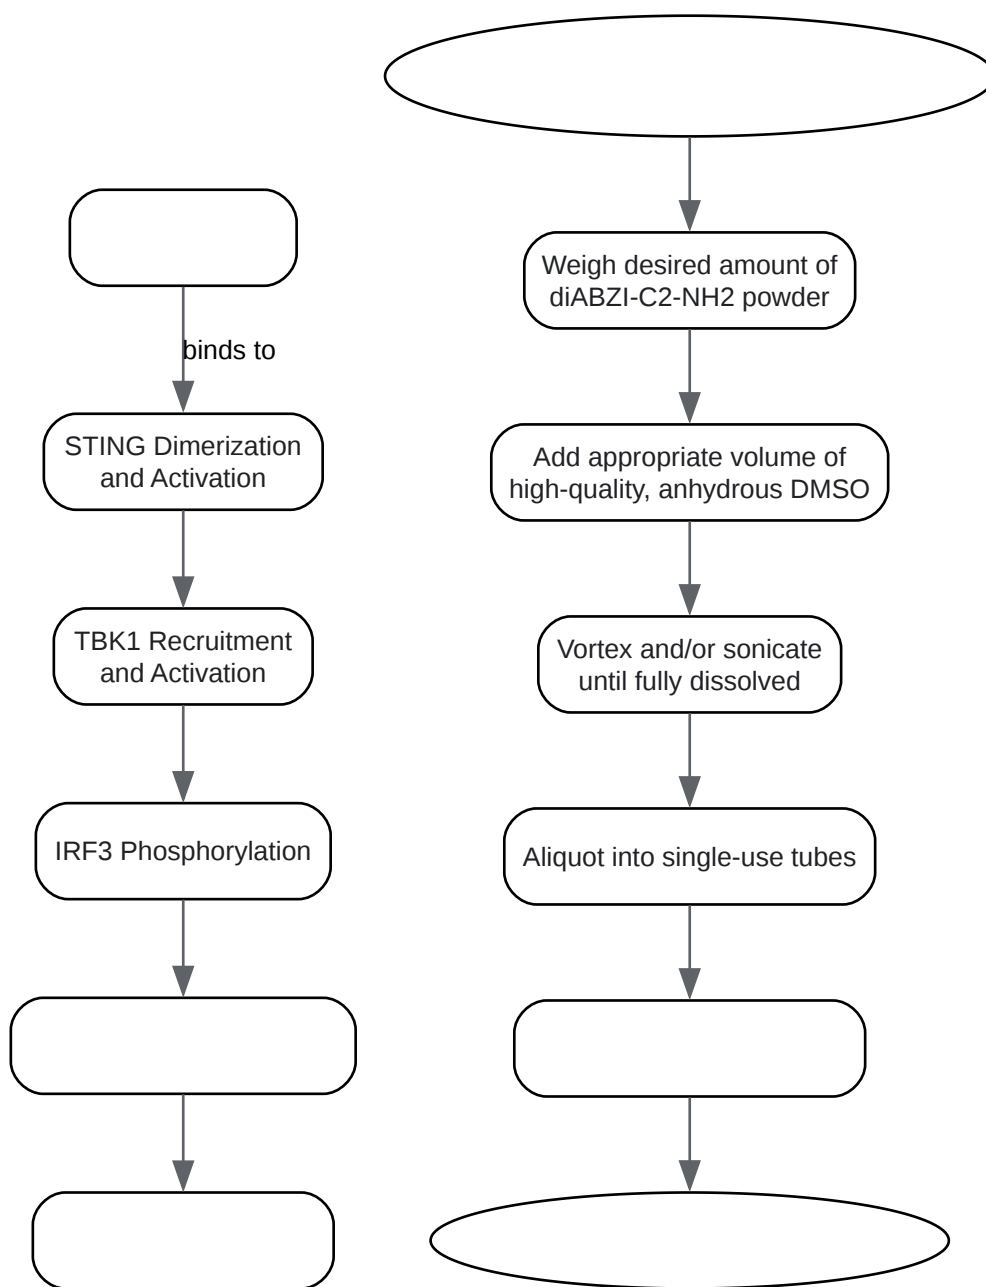 binds to
STING Dimerization
and Activation
TBK1 Recruitment
and Activation
IRF3 Phosphorylation
Weigh desired amount of
diABZI-C2-NH2 powder
Add appropriate volume of
high-quality, anhydrous DMSO
Vortex and/or sonicate
until fully dissolved
Aliquot into single-use tubes